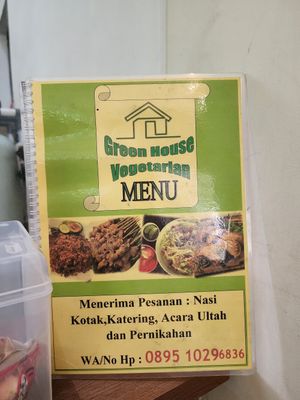 Green House
Vegetarian
MENU
Menerima Pesanan : Nasi
Kotak,Katering, Acara Ultah
dan Pernikahan
WA/No Hp : 0895 10296836